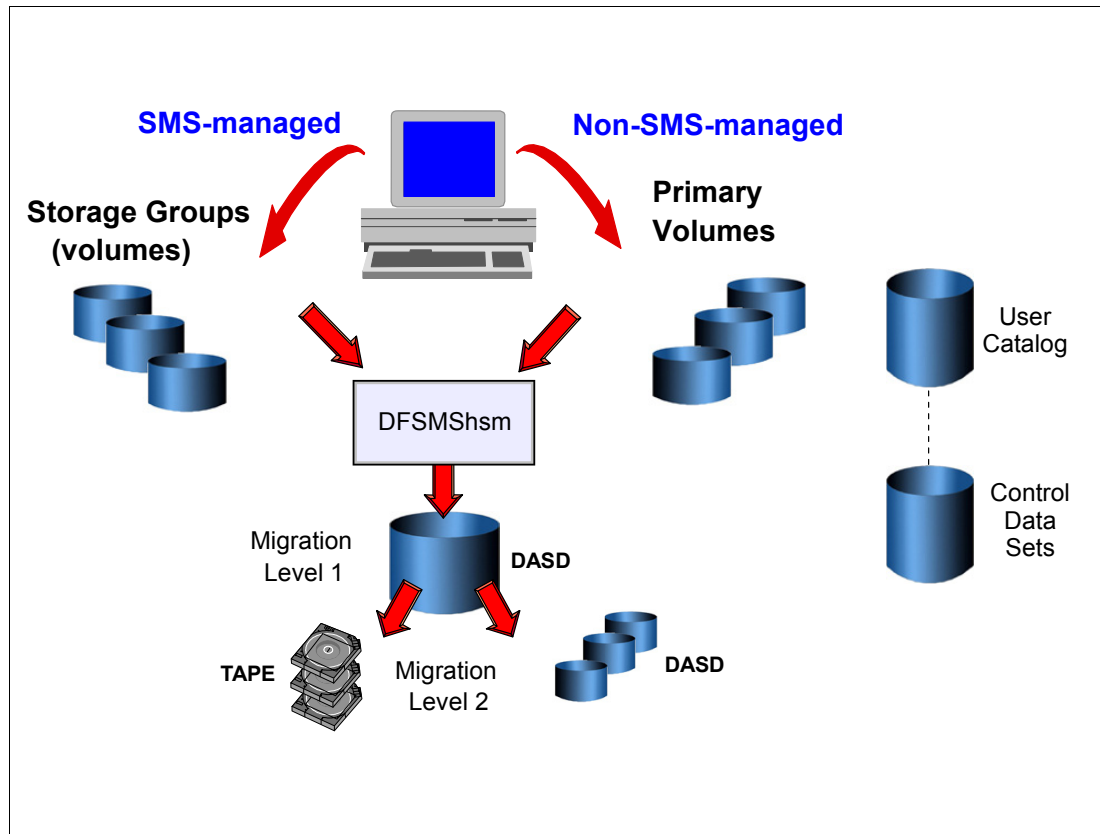 SMS-managed
Non-SMS-managed
Storage Groups
(volumes)
Primary
Volumes
User
Catalog
DFSMShsm
Control
Data
Sets
Migration
Level 1
DASD
TAPE
Migration
Level 2
DASD